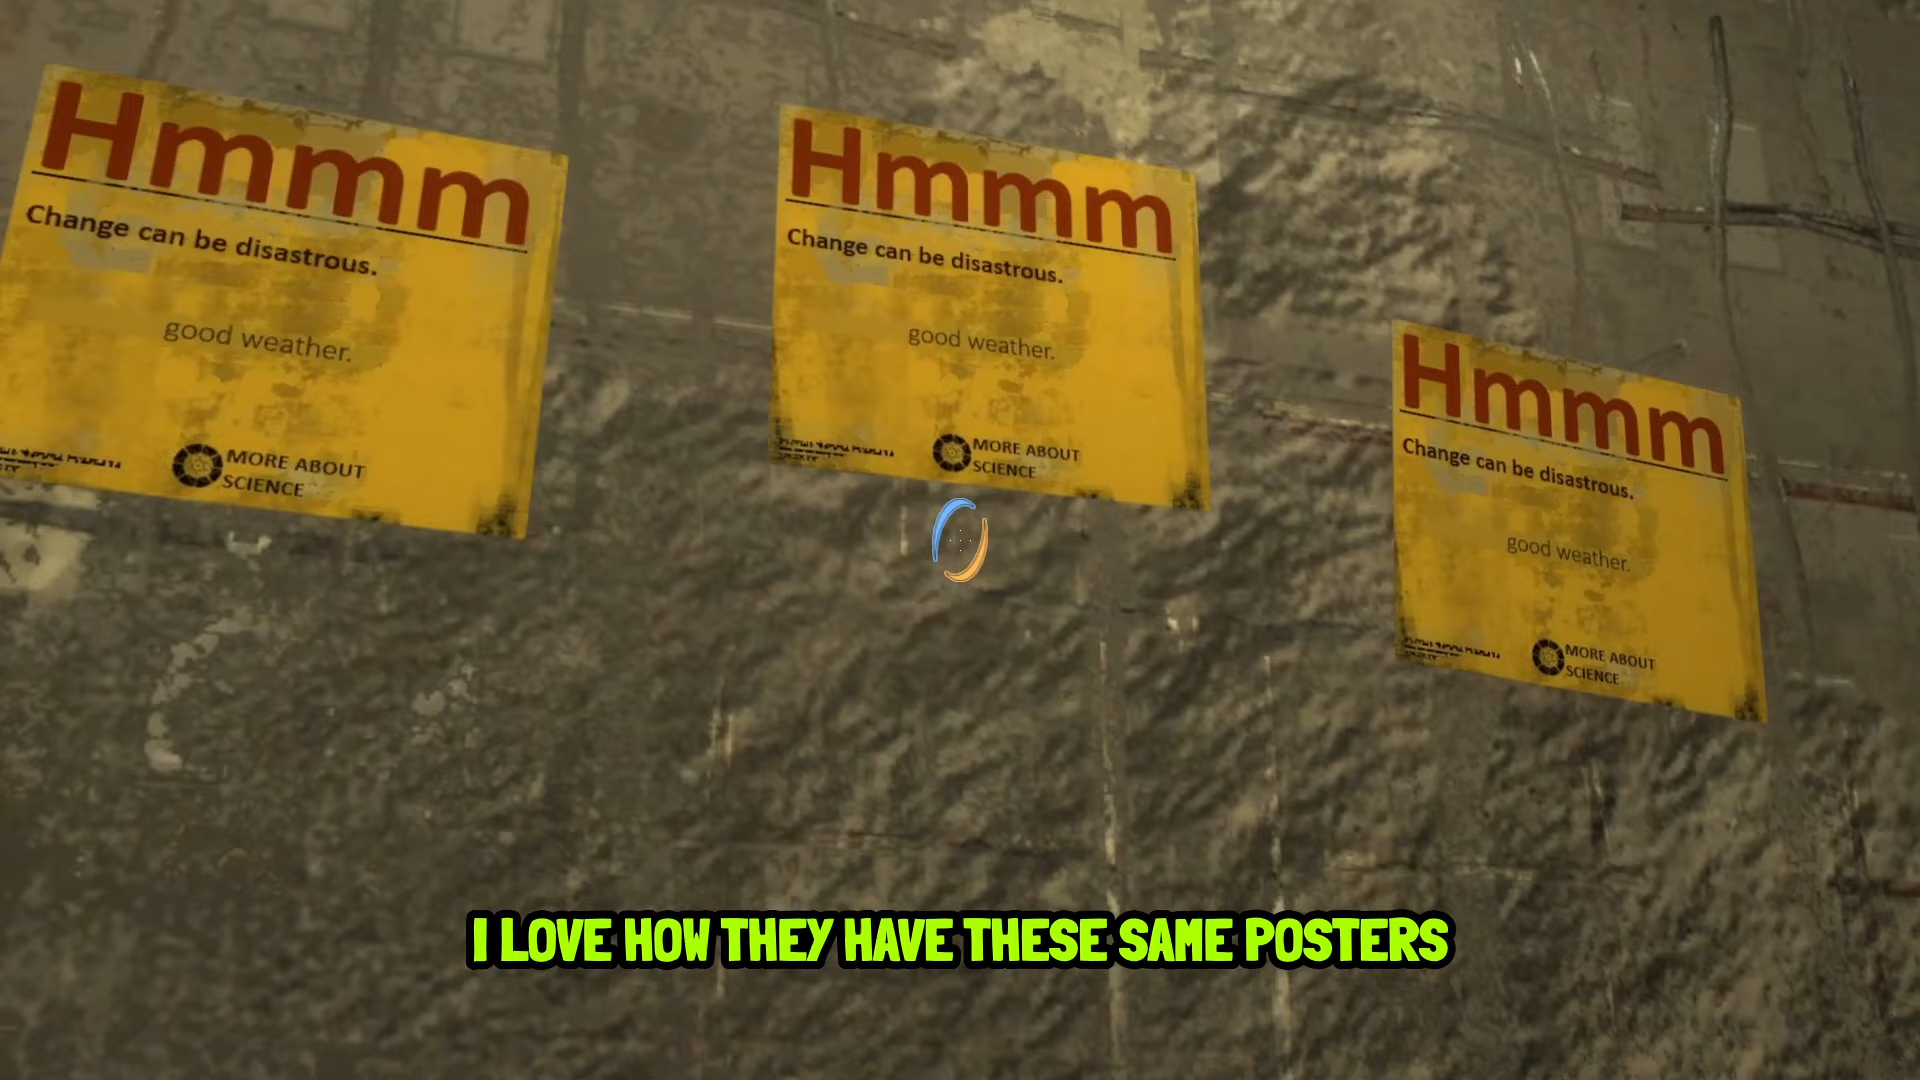 Hmmm
Change can be disastrous.
good weather.
MORE ABOUT
SCIENCE
Hmmm
Change can be disastrous.
good weather.
MORE ABOUT
SCIENCE
Hmmm
Change can be disastrous.
good weather.
MORE ABOUT
SCIENCE
I LOVE HOW THEY HAVE THESE SAME POSTERS